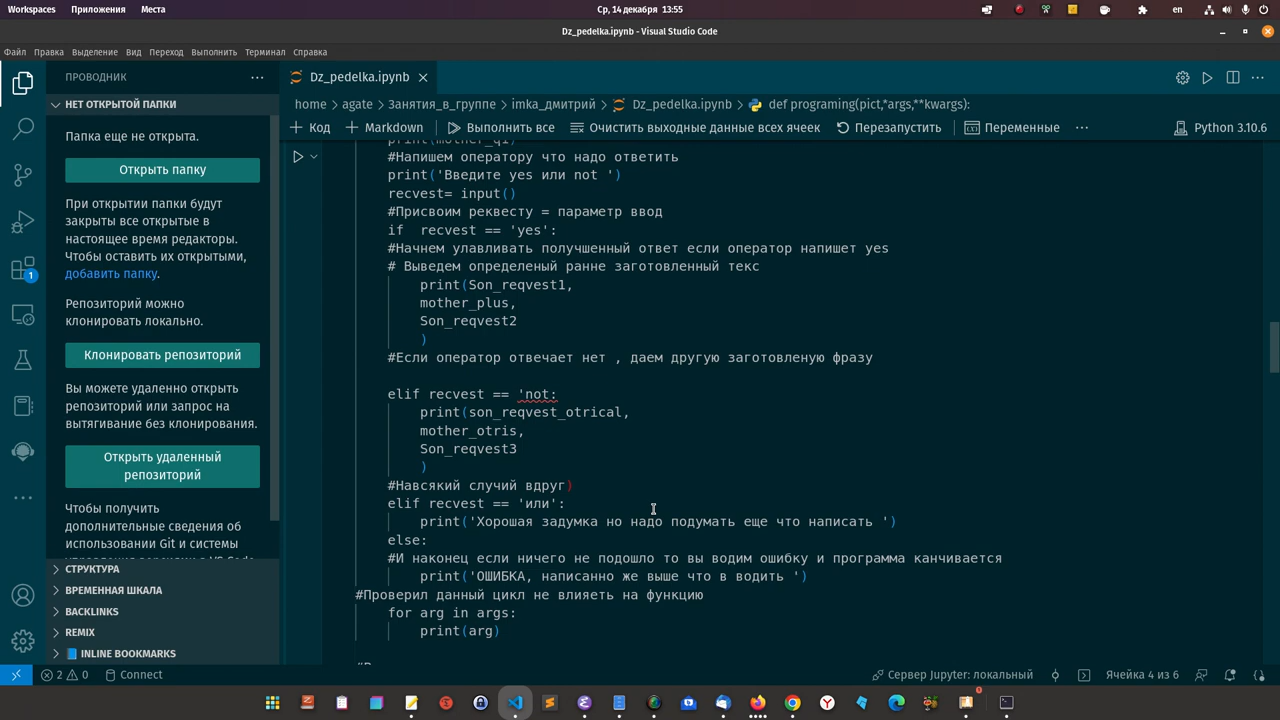 Workspaces Приложения Места
Ср, 14 декабря 13:55
en
Dz_pedelka.ipynb - Visual Studio Code
Файл Правка Выделение Вид Переход Выполнить Терминал Справка
ПРОВОДНИК
Dz_pedelka.ipynb
НЕТ ОТКРЫТОЙ ПАПКИ
home > agate > Занятия_в_группе > imka_дмитрий > Dz_pedelka.ipynb > def programing(pict,*args,**kwargs):
+ Код + Markdown Выполнить все Очистить выходные данные всех ячеек Перезапустить Переменные ... Python 3.10.6
Папка еще не открыта.
Открыть папку
При открытии папки будут
закрыты все открытые в
настоящее время редакторы.
Чтобы оставить их открытыми,
добавить папку.
1
Репозиторий можно
клонировать локально.
Клонировать репозиторий
Вы можете удаленно открыть
репозиторий или запрос на
вытягивание без клонирования.
Открыть удаленный
репозиторий
Чтобы получить
дополнительные сведения об
использовании Git и системы
СТРУКТУРА
ВРЕМЕННАЯ ШКАЛА
BACKLINKS
REMIX
INLINE BOOKMARKS
print(mother_q1)
#Напишем оператору что надо ответить
print('Введите yes или not ')
recvest= input()
#Присвоим реквесту = параметр ввод
if  recvest == 'yes':
#Начнем улавливать получшенный ответ если оператор напишет yes
# Выведем определеный ранне заготовленный текс
print(Son_reqvest1,
mother_plus,
Son_reqvest2
)
#Если оператор отвечает нет , даем другую заготовленую фразу
elif recvest == 'not:
print(son_reqvest_otrical,
mother_otris,
Son_reqvest3
)
#Навсякий случий вдруг)
elif recvest == 'или':
print('Хорошая задумка но надо подумать еще что написать ')
else:
#И наконец если ничего не подошло то вы водим ошибку и программа канчивается
print('ОШИБКА, написанно же выше что в водить ')
#Проверил данный цикл не влияеть на функцию
for arg in args:
print(arg)
2 0 Connect
Сервер Jupyter: локальный
Ячейка 4 из 6